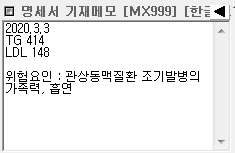 명세서 기재메모 [MX999] [한글
2020.3.3
TG 414
LDL 148
위험요인 : 관상동맥질환 조기발병의
가족력, 흡연